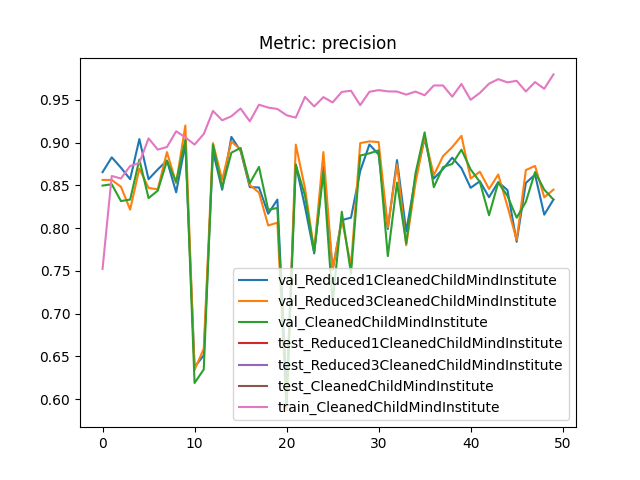 Metric: precision
0.95
0.90
0.85
0.80
0.75
0.70
0.65
0.60
val_Reduced1CleanedChildMindInstitute
val_Reduced3CleanedChildMindInstitute
val_CleanedChildMindInstitute
test_Reduced1CleanedChildMindInstitute
test_Reduced3CleanedChildMindInstitute
test_CleanedChildMindInstitute
train_CleanedChildMindInstitute
0 10 20 30 40 50